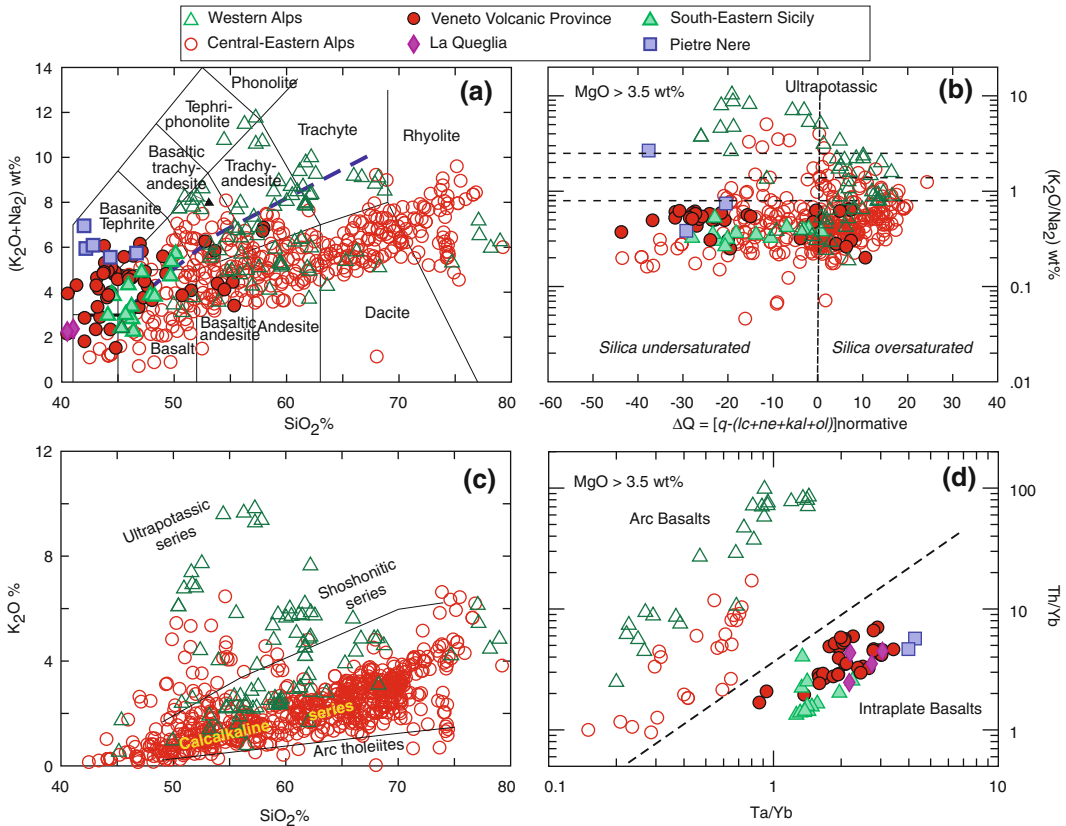 Western Alps
Veneto Volcanic Province
South-Eastern Sicily
Central-Eastern Alps
La Queglia
Pietre Nere
(a)
(K2O+Na2) wt%
14
12
10
8
6
4
2
0
40
50
60
70
80
SiO2%
Phonolite
Tephri-
phonolite
Trachyte
Rhyolite
Basaltic
trachy-
andesite
Trachy-
andesite
Basanite
Tephrite
Basalt
Basaltic
andesite
Andesite
Dacite
(b)
MgO > 3.5 wt%
Ultrapotassic
Silica undersaturated
Silica oversaturated
10
1
0.1
.01
(K2O/Na2) wt%
-60
-50
-40
-30
-20
-10
0
10
20
30
40
ΔQ = [q-(lc+ne+kal+ol)]normative
(c)
K2O %
10
8
6
4
2
0
Ultrapotassic
series
Shoshonitic
series
Calcalkaline
series
Arc tholeiites
40
50
60
70
80
SiO2%
(d)
MgO > 3.5 wt%
Arc Basalts
Intraplate Basalts
100
10
1
Th/Yb
0.1
1
10
Ta/Yb